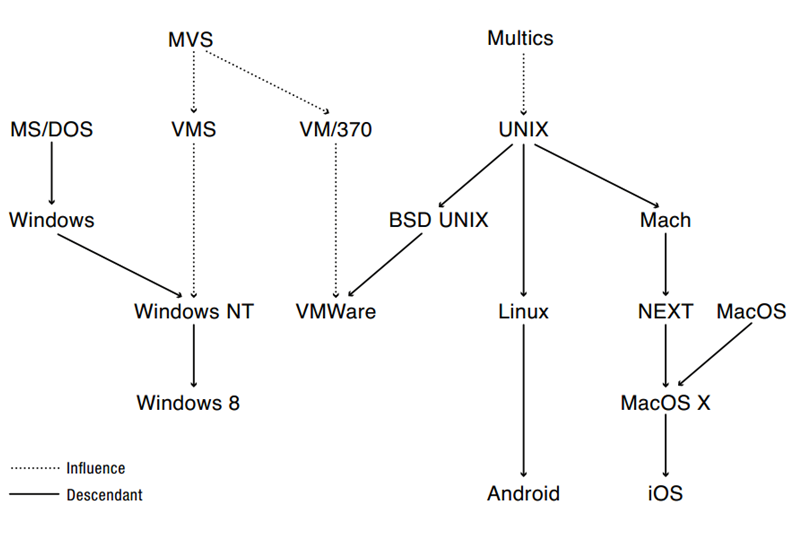 MVS Multics
MS/DOS VMS VM/370 UNIX
Windows BSD UNIX Mach
Windows NT VMWare Linux NEXT MacOS
Windows 8 MacOS X
Influence
Descendant
Android iOS